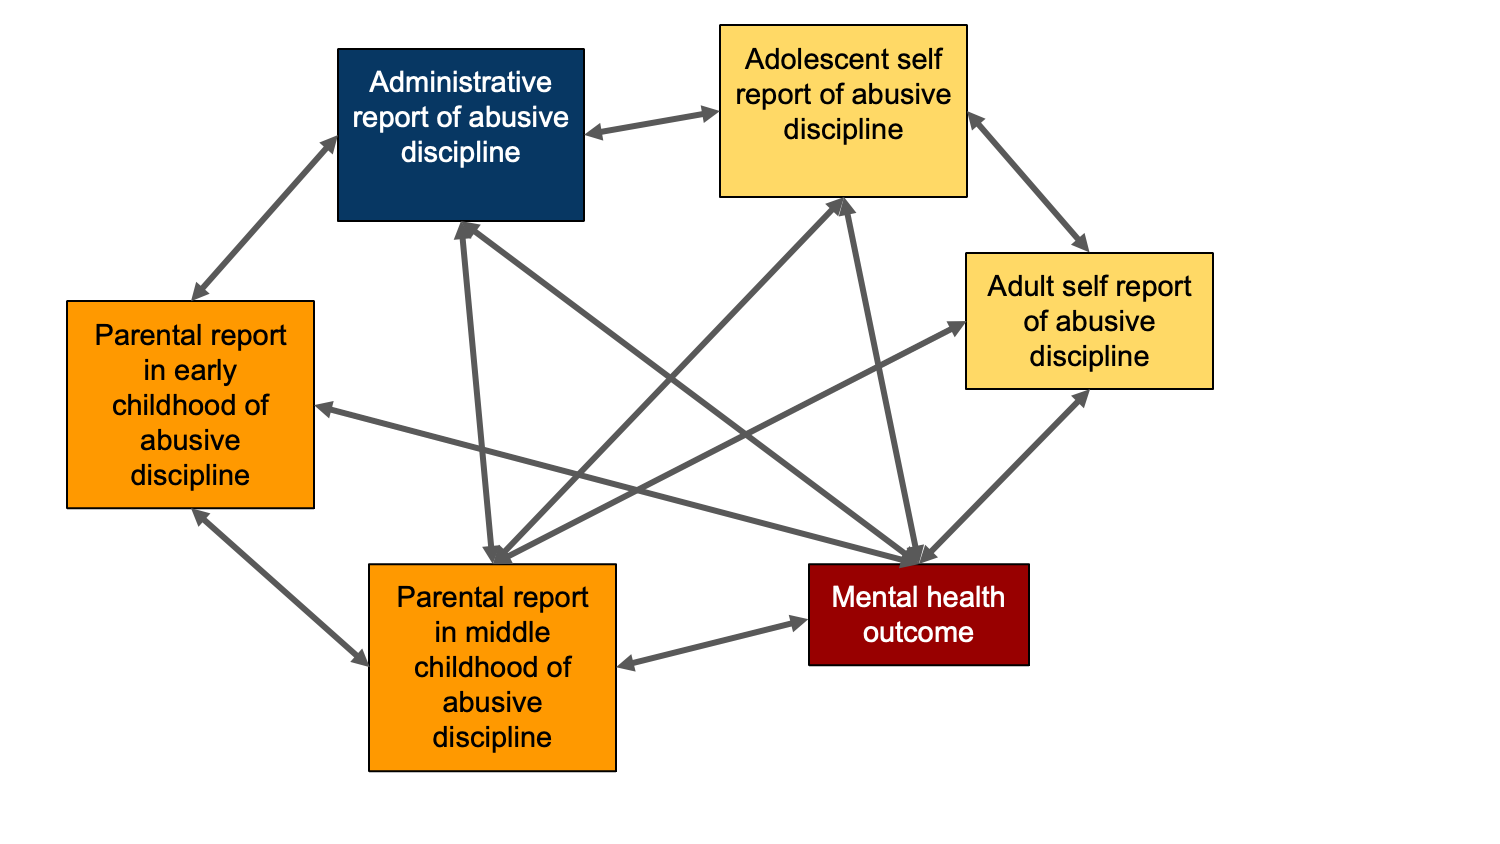 Administrative
report of abusive
discipline
Adolescent self
report of abusive
discipline
Adult self report
of abusive
discipline
Parental report
in early
childhood of
abusive
discipline
Parental report
in middle
childhood of
abusive
discipline
Mental health
outcome